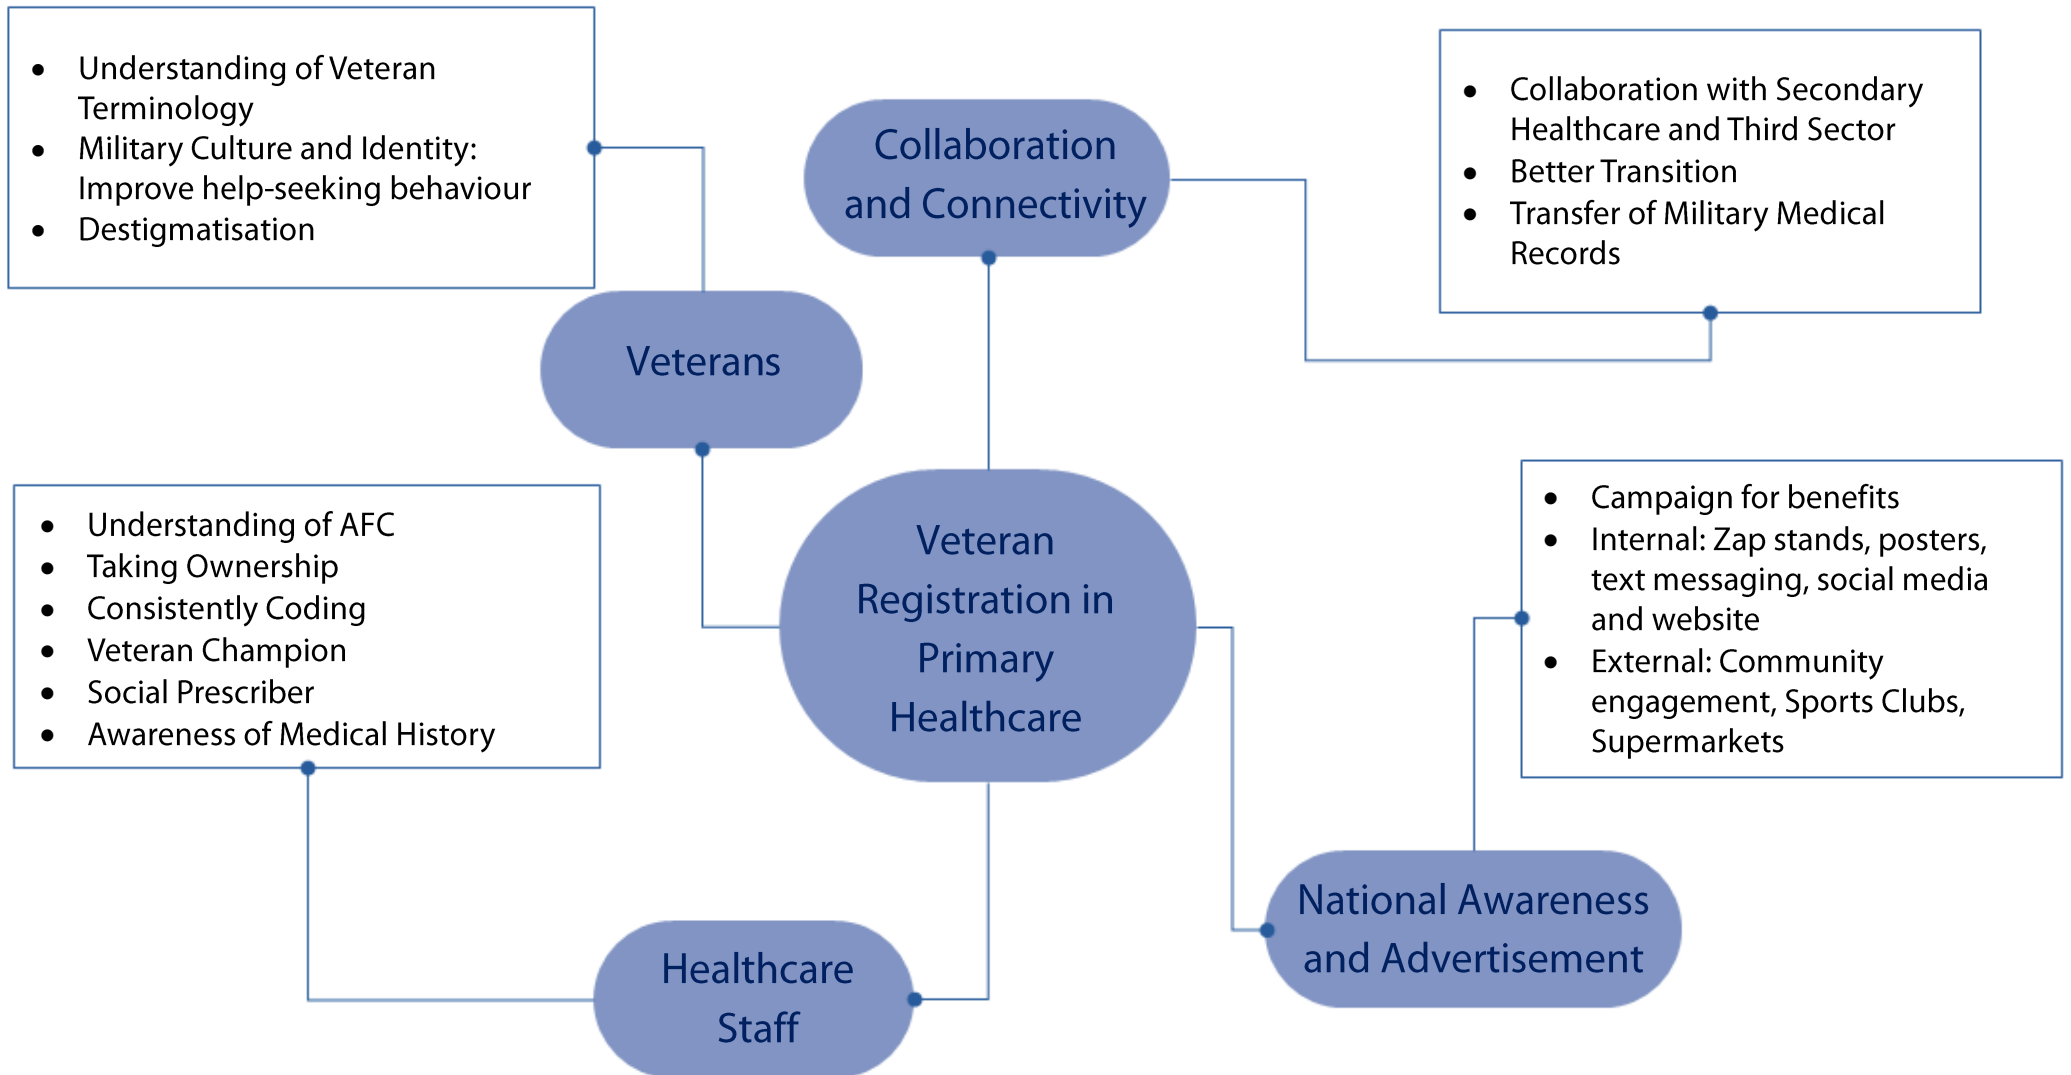 • Understanding of Veteran
Terminology
• Military Culture and Identity:
Improve help-seeking behaviour
• Destigmatisation
Collaboration
and Connectivity
• Collaboration with Secondary
Healthcare and Third Sector
• Better Transition
• Transfer of Military Medical
Records
Veterans
• Understanding of AFC
• Taking Ownership
• Consistently Coding
• Veteran Champion
• Social Prescriber
• Awareness of Medical History
Veteran
Registration in
Primary
Healthcare
• Campaign for benefits
• Internal: Zap stands, posters,
text messaging, social media
and website
• External: Community
engagement, Sports Clubs,
Supermarkets
Healthcare
Staff
National Awareness
and Advertisement